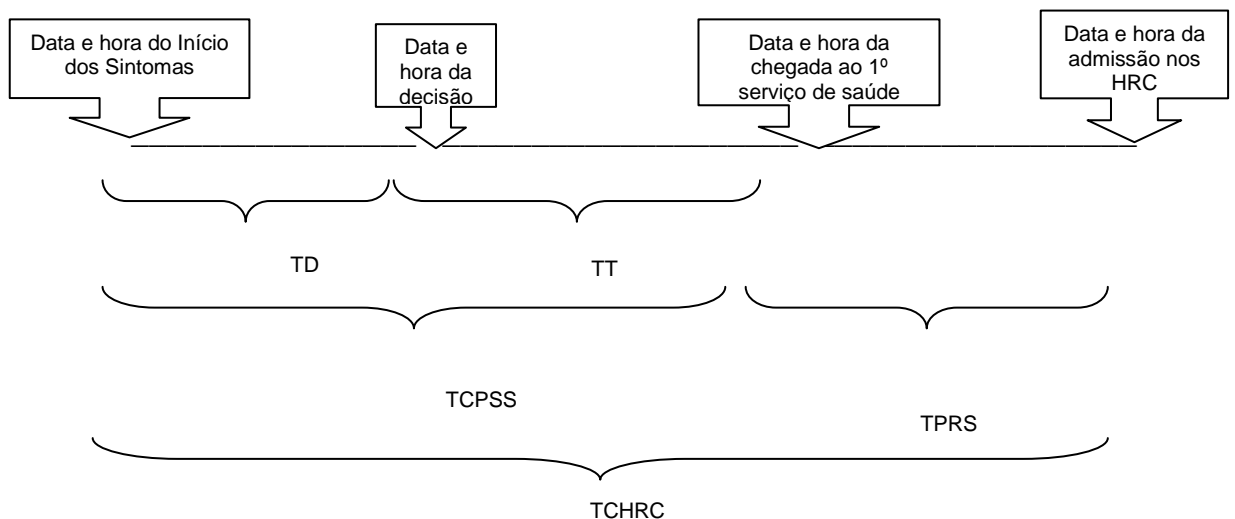 Data e hora do Início
dos Sintomas
Data e
hora da
decisão
Data e hora da
chegada ao 1º
serviço de saúde
Data e hora da
admissão nos
HRC
TD
TT
TCPSS
TPRS
TCHRC